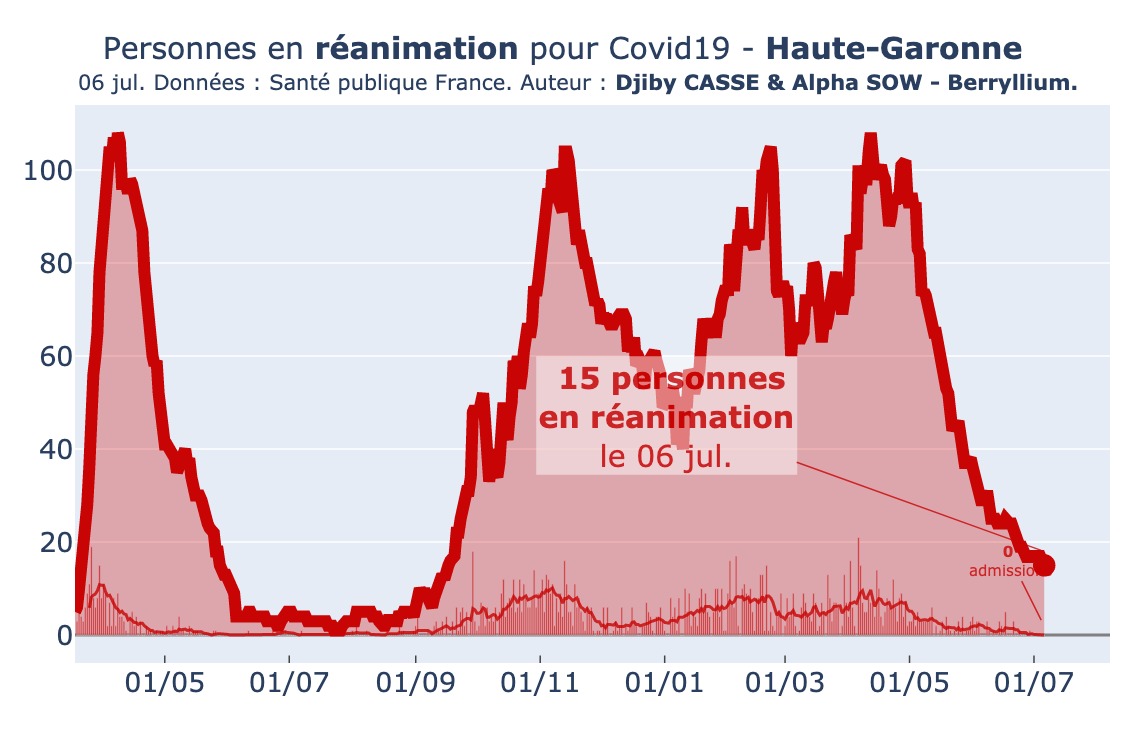 Personnes en réanimation pour Covid19 - Haute-Garonne
06 jul. Données : Santé publique France. Auteur : Djiby CASSE & Alpha SOW - Berryllium.
100
80
60
40
20
0
15 personnes
en réanimation
le 06 jul.
0
admission
01/05
01/07
01/09
01/11
01/01
01/03
01/05
01/07